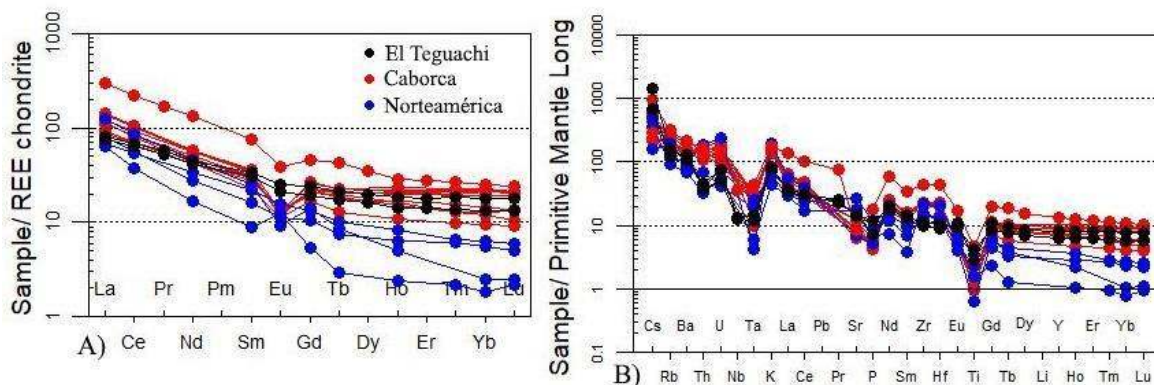 Sample/ REE chondrite
1000
100
10
1
El Teguachi
Caborca
Norteamérica
La Pr Pm Eu Tb Ho Tm Lu
Ce Nd Sm Gd Dy Er Yb
A)
Sample/ Primitive Mantle Long
10000
1000
100
10
1
0.1
Cs Ba U Ta La Pb Sr Nd Zr Eu Gd Dy Y Er Yb
Rb Th Nb K Ce Pr P Sm Hf Ti Tb Li Ho Tm Lu
B)